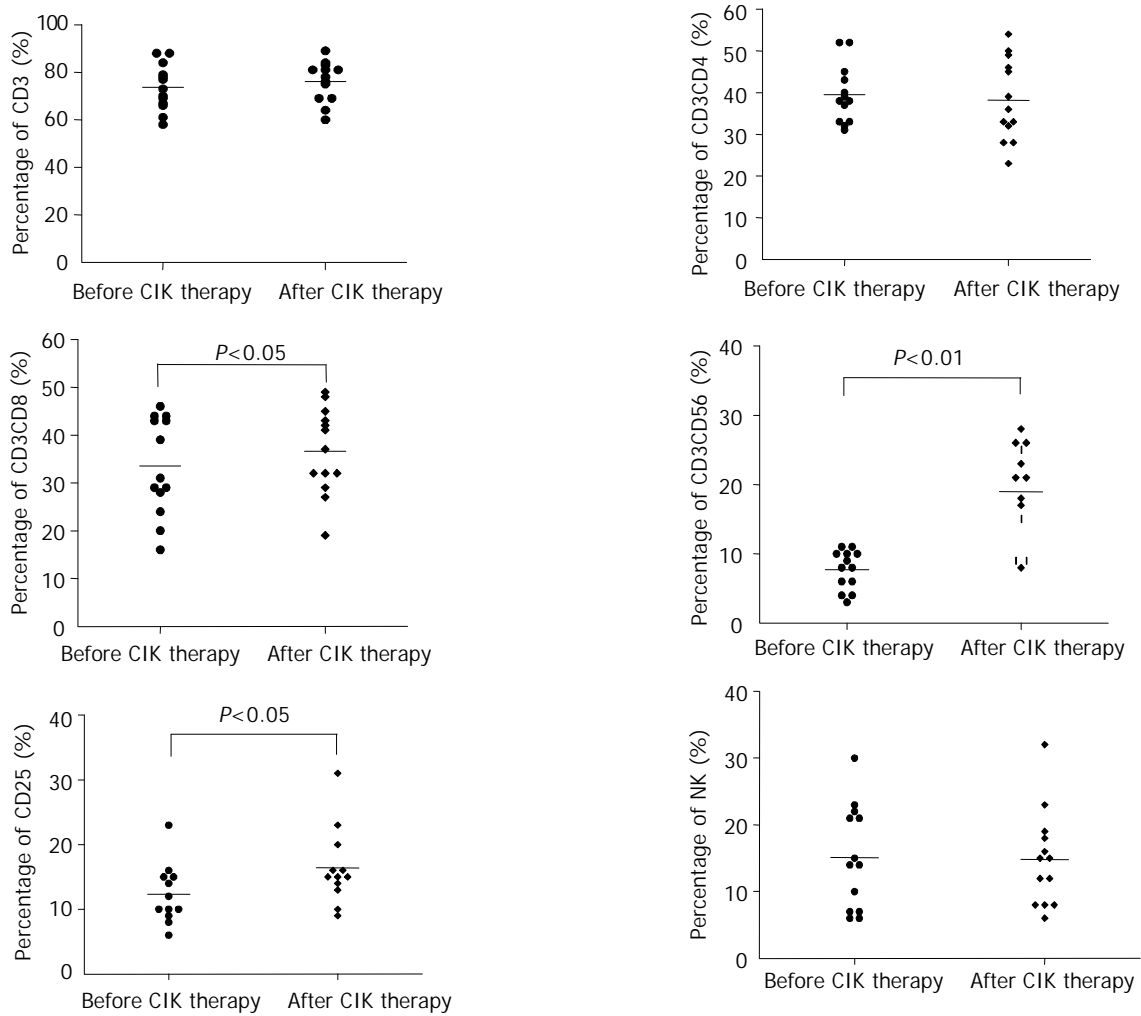 Percentage of CD3 (%)
100
80
60
40
20
0
Before CIK therapy After CIK therapy
Percentage of CD3CD4 (%)
60
50
40
30
20
10
0
Before CIK therapy After CIK therapy
Percentage of CD3CD8 (%)
60
50
40
30
20
10
0
P<0.05
Before CIK therapy After CIK therapy
Percentage of CD3CD56 (%)
40
30
20
10
0
P<0.01
Before CIK therapy After CIK therapy
Percentage of CD25 (%)
40
30
20
10
0
P<0.05
Before CIK therapy After CIK therapy
Percentage of NK (%)
40
30
20
10
0
Before CIK therapy After CIK therapy